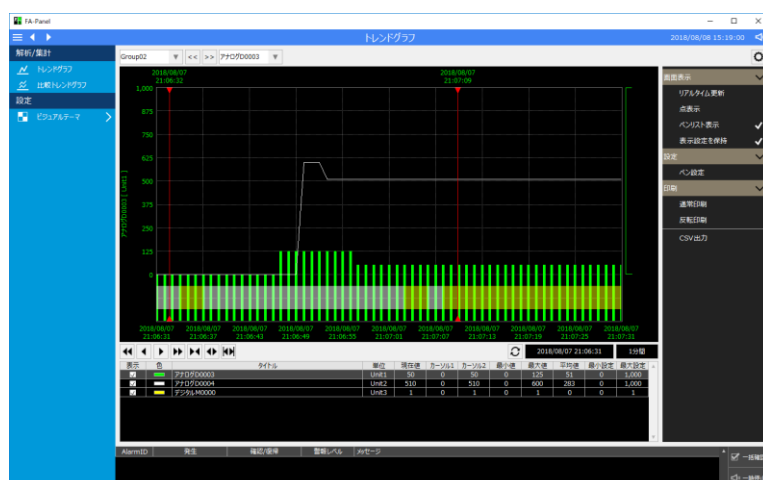 FA-Panel
トレンドグラフ
2018/08/08 15:19:00
解析/集計
トレンドグラフ
比較トレンドグラフ
設定
ビジュアルテーマ
Group02 << >> アナログD0003
2018/08/07 2018/08/07
21:06:32 21:07:09
1,000
875
750
625
500
375
250
125
0
アナログD0003 [ Unit1 ]
2018/08/07 2018/08/07 2018/08/07 2018/08/07 2018/08/07 2018/08/07 2018/08/07 2018/08/07 2018/08/07 2018/08/07 2018/08/07
21:06:31 21:06:37 21:06:43 21:06:49 21:06:55 21:07:01 21:07:07 21:07:13 21:07:19 21:07:25 21:07:31
2018/08/07 21:06:31 1分間
表示 色 タイトル 単位 現在値 カーソル1 カーソル2 最小値 最大値 平均値 最小設定 最大設定
アナログD0003 Unit1 50 0 50 0 125 51 0 1,000
アナログD0004 Unit2 510 0 510 0 600 283 0 1,000
デジタルM0000 Unit3 1 0 1 0 1 0 0 1
画面表示
リアルタイム更新
点表示
ペンリスト表示
表示設定を保持
設定
ペン設定
印刷
通常印刷
反転印刷
CSV出力
AlarmID 発生 確認/復帰 警報レベル メッセージ